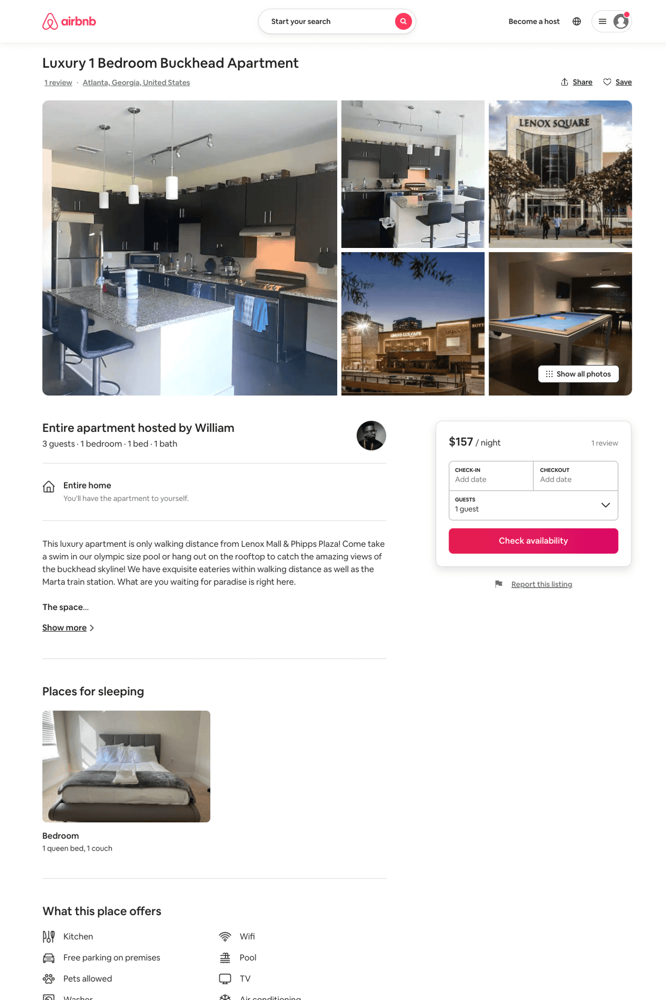 airbnb
Start your search
Become a host
Luxury 1 Bedroom Buckhead Apartment
1 review · Atlanta, Georgia, United States
Share
Save
LENOX SQUARE
GRAND LUX CAFE
BOSS
BOTT
Show all photos
Entire apartment hosted by William
3 guests · 1 bedroom · 1 bed · 1 bath
$157 / night
1 review
CHECK-IN
Add date
CHECKOUT
Add date
GUESTS
1 guest
Check availability
Report this listing
Entire home
You’ll have the apartment to yourself.
This luxury apartment is only walking distance from Lenox Mall & Phipps Plaza! Come take
a swim in our olympic size pool or hang out on the rooftop to catch the amazing views of
the buckhead skyline! We have exquisite eateries within walking distance as well as the
Marta train station. What are you waiting for paradise is right here.
The space…
Show more
Places for sleeping
Bedroom
1 queen bed, 1 couch
What this place offers
Kitchen
Wifi
Free parking on premises
Pool
Pets allowed
TV
Washer
Air conditioning